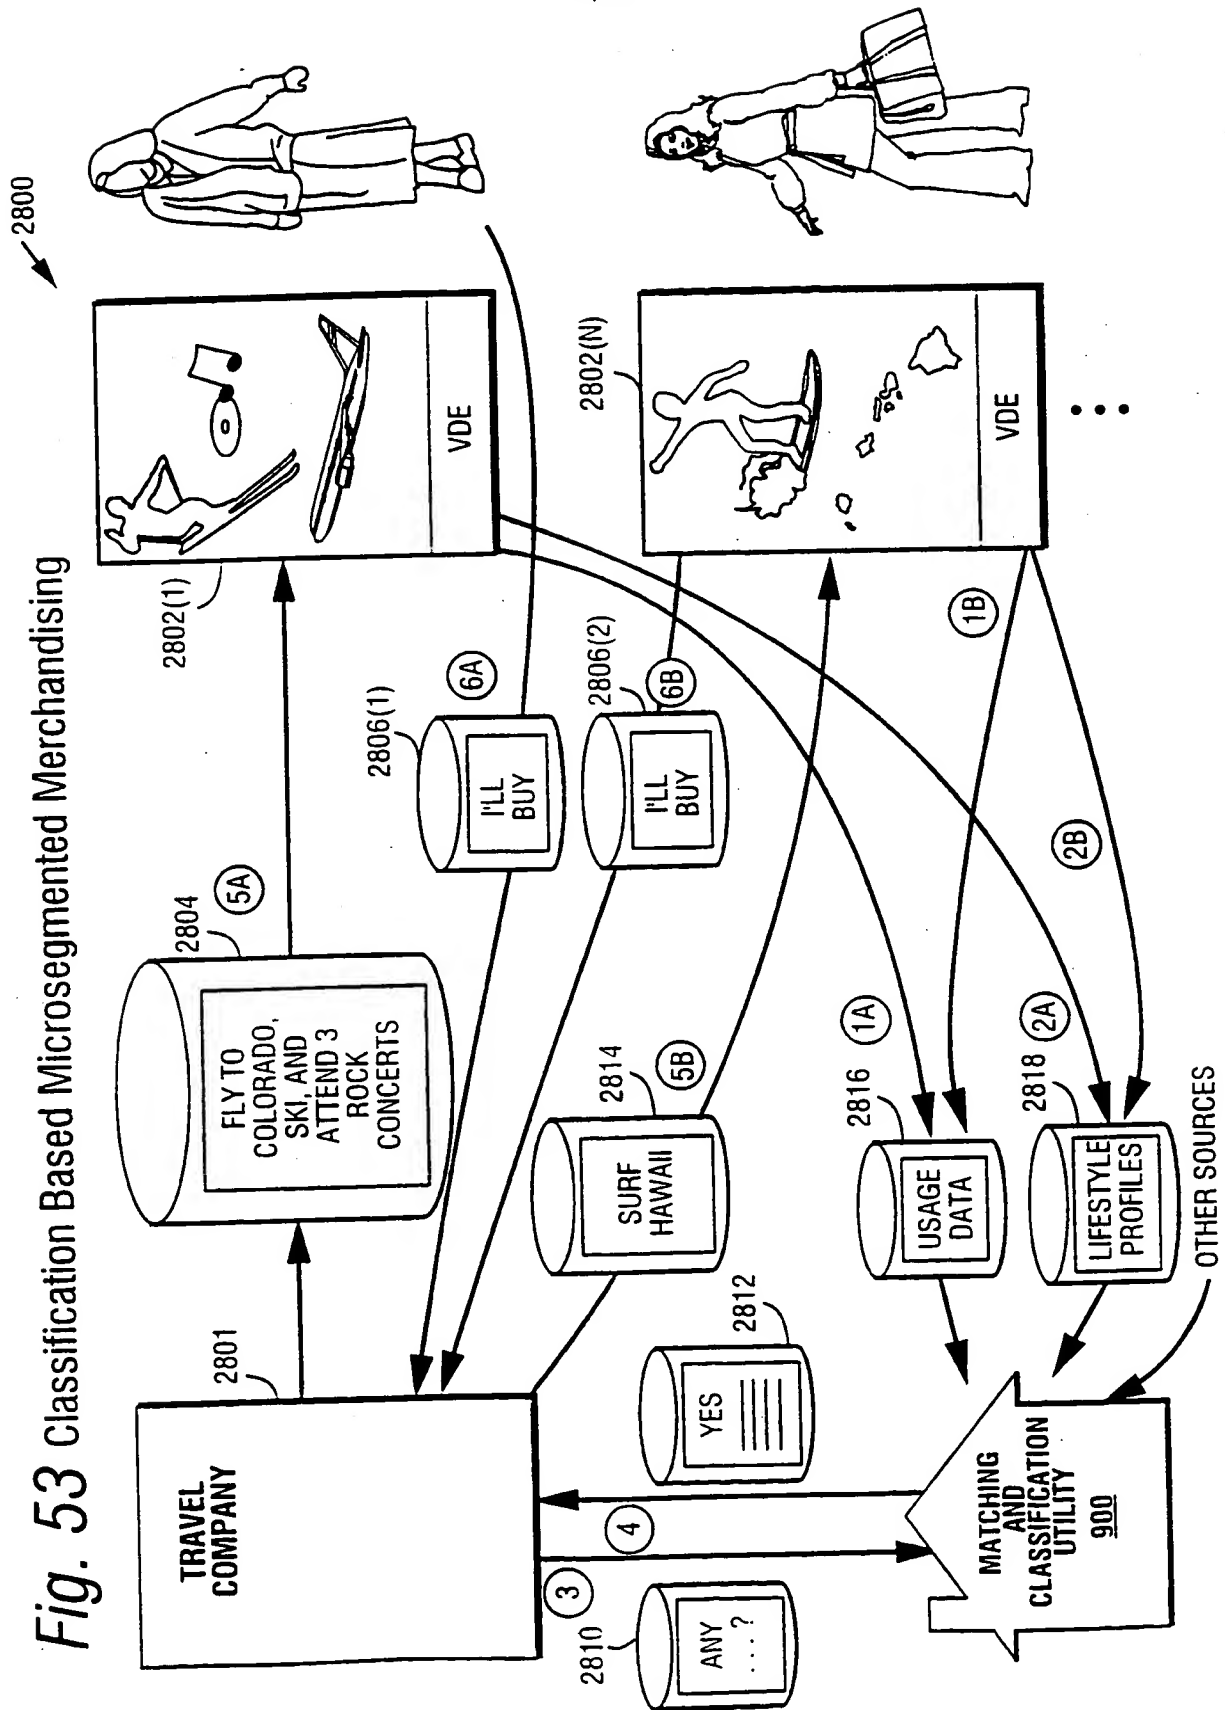 Fig. 53 Classification Based Microsegmented Merchandising
2800
TRAVEL
COMPANY
2801
2804
FLY TO
COLORADO,
SKI, AND
ATTEND 3
ROCK
CONCERTS
5A
2802(1)
VDE
2806(1)
I'LL
BUY
6A
2806(2)
I'LL
BUY
6B
2802(N)
VDE
2814
SURF
HAWAII
5B
3
4
2810
ANY
. . . . ?
2812
YES
2816
USAGE
DATA
1A
1B
2818
LIFESTYLE
PROFILES
2A
2B
MATCHING
AND
CLASSIFICATION
UTILITY
900
OTHER SOURCES